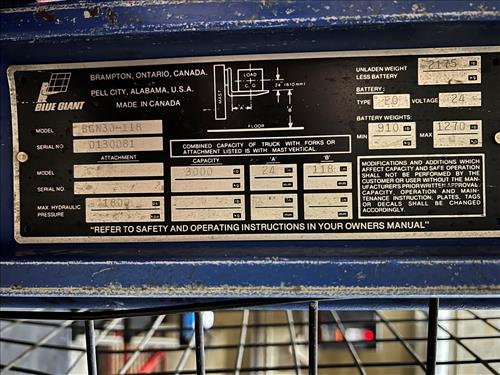 BLUE GIANT
BRAMPTON, ONTARIO, CANADA.
PELL CITY, ALABAMA, U.S.A.
MADE IN CANADA
MODEL BGN30-118
SERIAL NO 0130081
ATTACHMENT
MODEL
SERIAL NO.
MAX. HYDRAULIC PRESSURE 1800
MAST
LOAD
C G
24" (610mm)
FLOOR
COMBINED CAPACITY OF TRUCK WITH FORKS OR
ATTACHMENT LISTED IS WITH MAST VERTICAL.
CAPACITY 'A' 'B'
3000 24 118
UNLADEN WEIGHT
LESS BATTERY 2175
BATTERY:
TYPE EO VOLTAGE 24
BATTERY WEIGHTS:
MIN 910 MAX 1270
MODIFICATIONS AND ADDITIONS WHICH
AFFECT CAPACITY AND SAFE OPERATION
SHALL NOT BE PERFORMED BY THE
CUSTOMER OR USER WITHOUT THE MAN-
UFACTURER'S PRIOR WRITTEN APPROVAL.
CAPACITY, OPERATION AND MAIN-
TENANCE INSTRUCTION, PLATES, TAGS
OR DECALS SHALL BE CHANGED
ACCORDINGLY.
"REFER TO SAFETY AND OPERATING INSTRUCTIONS IN YOUR OWNERS MANUAL"